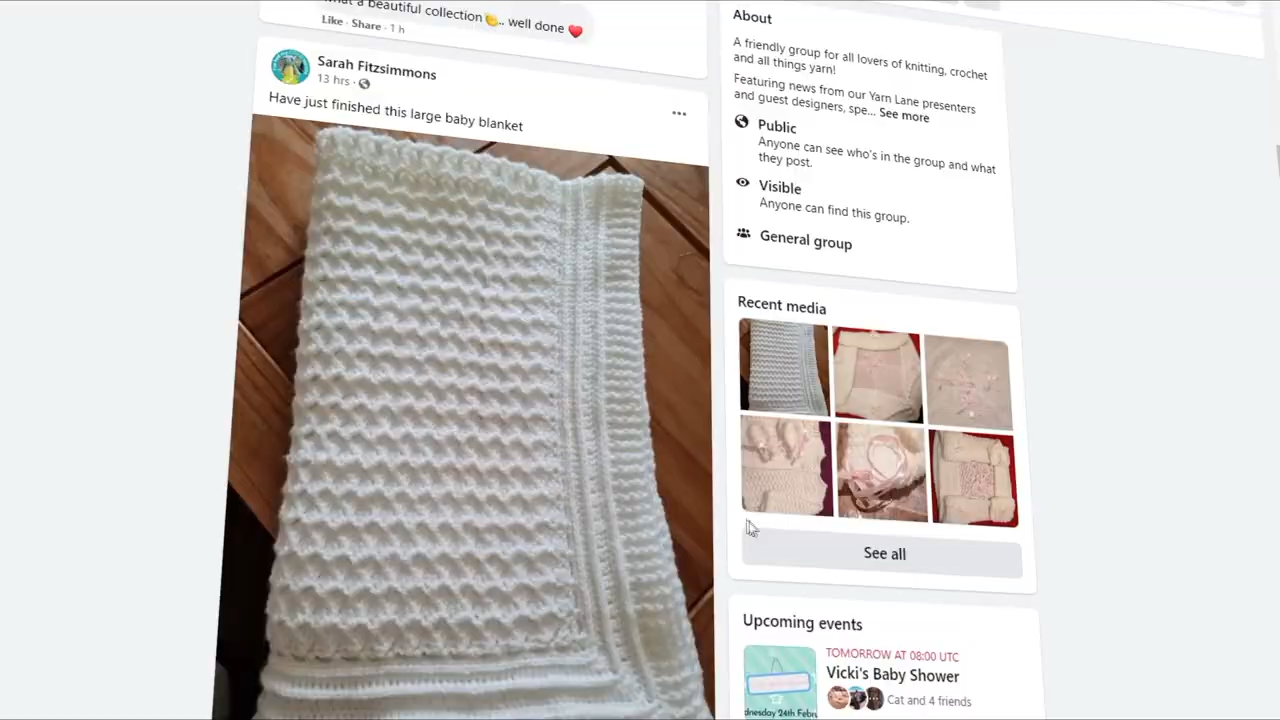 what a beautiful collection👏.. well done ❤️
Like · Share · 1 h
Sarah Fitzsimmons
13 hrs ·
Have just finished this large baby blanket
About
A friendly group for all lovers of knitting, crochet
and all things yarn!
Featuring news from our Yarn Lane presenters
and guest designers, spe... See more
Public
Anyone can see who's in the group and what
they post.
Visible
Anyone can find this group.
General group
Recent media
See all
Upcoming events
TOMORROW AT 08:00 UTC
Vicki's Baby Shower
Cat and 4 friends
24th